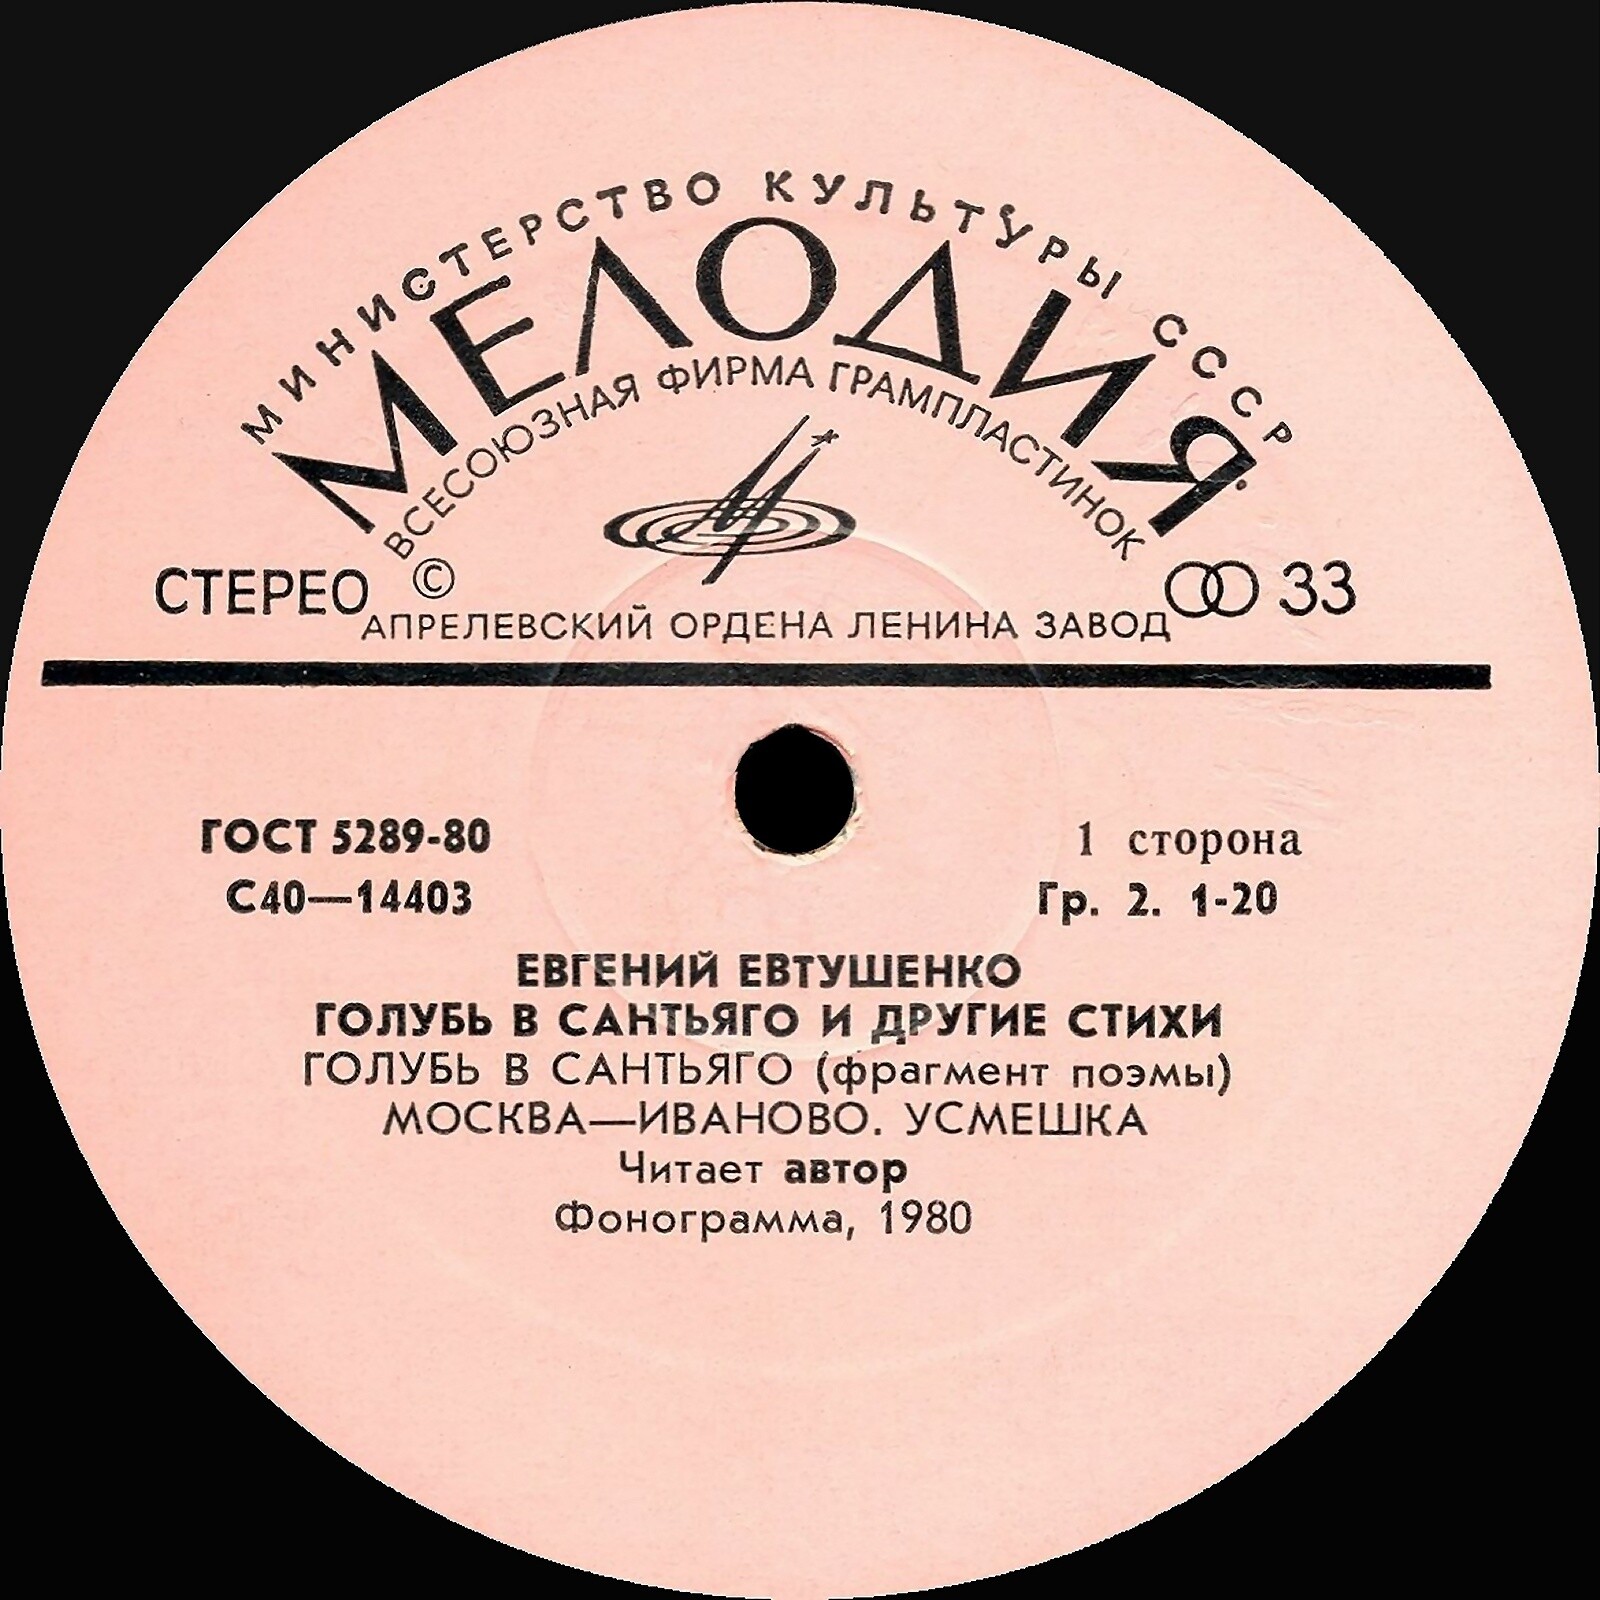 МИНИСТЕРСТВО КУЛЬТУРЫ СССР
МЕЛОДИЯ
ВСЕСОЮЗНАЯ ФИРМА ГРАМПЛАСТИНОК
СТЕРЕО © 33
АПРЕЛЕВСКИЙ ОРДЕНА ЛЕНИНА ЗАВОД
ГОСТ 5289-80 1 сторона
С40—14403 Гр. 2. 1-20
ЕВГЕНИЙ ЕВТУШЕНКО
ГОЛУБЬ В САНТЬЯГО И ДРУГИЕ СТИХИ
ГОЛУБЬ В САНТЬЯГО (фрагмент поэмы)
МОСКВА—ИВАНОВО. УСМЕШКА
Читает автор
Фонограмма, 1980